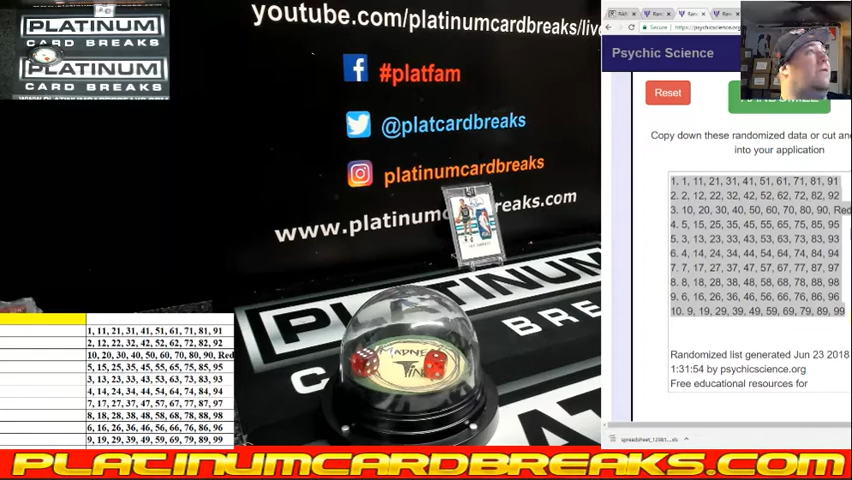 PLATINUM
CARD BREAKS
PLATINUM
CARD BREAKS
youtube.com/platinumcardbreaks/live
#platfam
@platcardbreaks
platinumcardbreaks
www.platinumc rdbreaks.com
PLATINUM
BRE
MADNESS
Psychic Science
Secure
https://psychicscience.org
Reset
Copy down these randomized data or cut an
into your application
1. 1, 11, 21, 31, 41, 51, 61, 71, 81, 91
2. 2, 12, 22, 32, 42, 52, 62, 72, 82, 92
3. 10, 20, 30, 40, 50, 60, 70, 80, 90, Red
4. 5, 15, 25, 35, 45, 55, 65, 75, 85, 95
5. 3, 13, 23, 33, 43, 53, 63, 73, 83, 93
6. 4, 14, 24, 34, 44, 54, 64, 74, 84, 94
7. 7, 17, 27, 37, 47, 57, 67, 77, 87, 97
8. 8, 18, 28, 38, 48, 58, 68, 78, 88, 98
9. 6, 16, 26, 36, 46, 56, 66, 76, 86, 96
10. 9, 19, 29, 39, 49, 59, 69, 79, 89, 99
Randomized list generated Jun 23 2018
1:31:54 by psychicscience.org
Free educational resources for
1, 11, 21, 31, 41, 51, 61, 71, 81, 91
2, 12, 22, 32, 42, 52, 62, 72, 82, 92
10, 20, 30, 40, 50, 60, 70, 80, 90, Red
5, 15, 25, 35, 45, 55, 65, 75, 85, 95
3, 13, 23, 33, 43, 53, 63, 73, 83, 93
4, 14, 24, 34, 44, 54, 64, 74, 84, 94
7, 17, 27, 37, 47, 57, 67, 77, 87, 97
8, 18, 28, 38, 48, 58, 68, 78, 88, 98
6, 16, 26, 36, 46, 56, 66, 76, 86, 96
9, 19, 29, 39, 49, 59, 69, 79, 89, 99
PLATINUMCARDBREAKS.COM